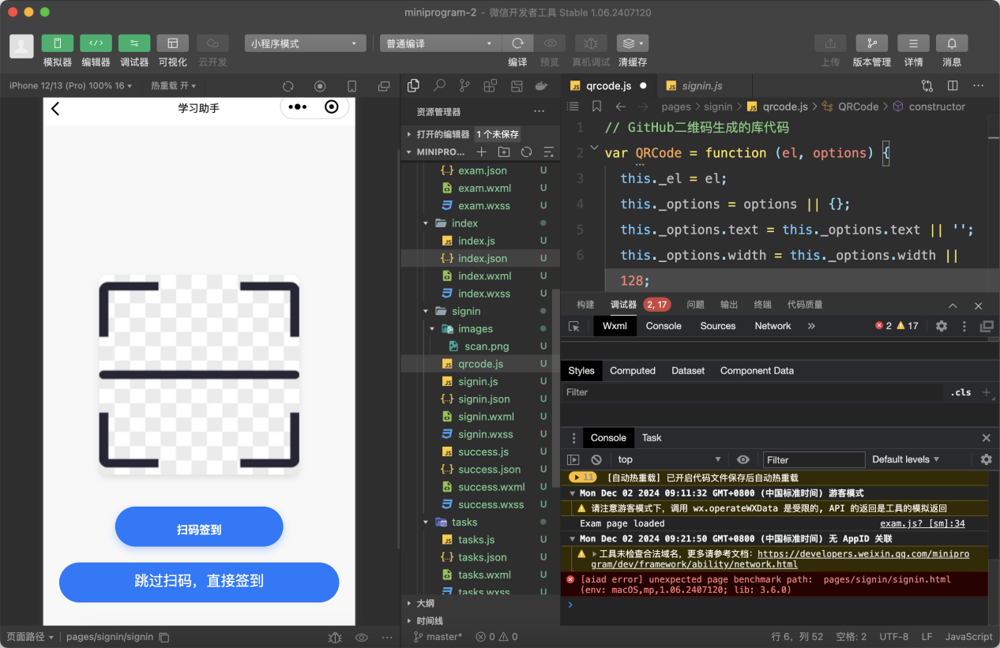 miniprogram-2 - 微信开发者工具 Stable 1.06.2407120
小程序模式
普通编译
模拟器 编辑器 调试器 可视化 云开发
编译 预览 真机调试 清缓存
上传 版本管理 详情 消息
iPhone 12/13 (Pro) 100% 16
热重载 开
学习助手
扫码签到
跳过扫码，直接签到
页面路径
pages/signin/signin
资源管理器
打开的编辑器 1 个未保存
MINIPRO...
exam.json U
exam.wxml U
exam.wxss U
index
index.js U
index.json U
index.wxml U
index.wxss U
signin
images
scan.png U
qrcode.js U
signin.js U
signin.json U
signin.wxml U
signin.wxss U
success.js U
success.json U
success.wxml U
success.wxss U
tasks
tasks.js U
tasks.json U
tasks.wxml U
tasks.wxss U
大纲
时间线
master* 0 0
qrcode.js
signin.js
pages > signin > qrcode.js > QRCode > constructor
1 // GitHub二维码生成的库代码
2 var QRCode = function (el, options) {
3 this._el = el;
4 this._options = options || {};
5 this._options.text = this._options.text || '';
6 this._options.width = this._options.width ||
128;
构建 调试器 2, 17 问题 输出 终端 代码质量
Wxml Console Sources Network » 2 17
Styles Computed Dataset Component Data
Filter .cls
Console Task
top Filter Default levels
11 [自动热重载] 已开启代码文件保存后自动热重载
Mon Dec 02 2024 09:11:32 GMT+0800 (中国标准时间) 游客模式
请注意游客模式下, 调用 wx.operateWXData 是受限的, API 的返回是工具的模拟返回
Exam page loaded exam.js? [sm]:34
Mon Dec 02 2024 09:21:50 GMT+0800 (中国标准时间) 无 AppID 关联
工具未检查合法域名, 更多请参考文档: https://developers.weixin.qq.com/minipro
gram/dev/framework/ability/network.html
[aiad error] unexpected page benchmark path: pages/signin/signin.html
(env: macOS,mp,1.06.2407120; lib: 3.6.0)
行 6，列 52 空格: 2 UTF-8 LF JavaScript